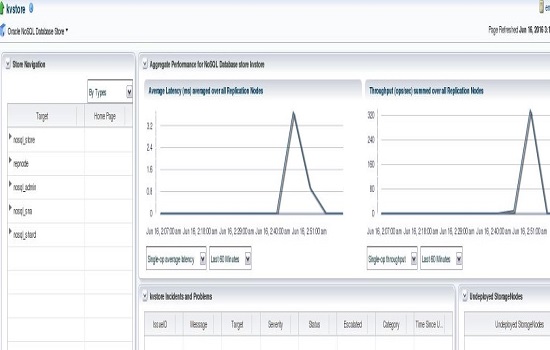 kvstore
Oracle NoSQL Database Store
Page Refreshed Jun 16, 2016 3:1
Store Navigation
By Types
Target Home Page
nosql_store
repnode
nosql_admin
nosql_sna
nosql_shard
Aggregate Performance for NoSQL Database store kvstore
Average Latency (ms) averaged over all Replication Nodes
3.2
2.4
1.6
0.8
0
Jun 16, 2:07:00 am Jun 16, 2:18:00 am Jun 16, 2:29:00 am Jun 16, 2:40:00 am Jun 16, 2:51:00 am
Single-op average latency Last 60 Minutes
Throughput (ops/sec) summed over all Replication Nodes
320
240
160
80
0
Jun 16, 2:07:00 am Jun 16, 2:18:00 am Jun 16, 2:29:00 am Jun 16, 2:40:00 am Jun 16, 2:51:00 am
Single-op throughput Last 60 Minutes
kvstore Incidents and Problems
IssueID Message Target Severity Status Escalated Category Time Since U...
Undeployed StorageNodes
Undeployed StorageNodes